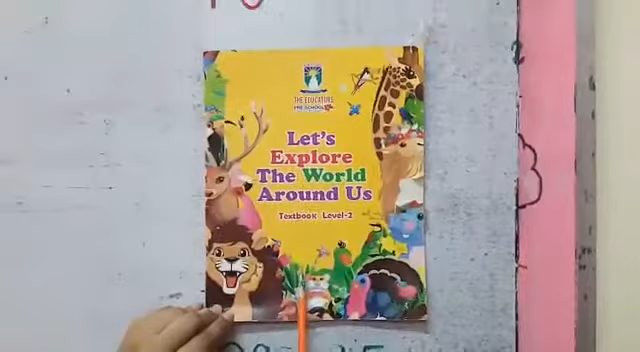 THE EDUCATORS
PRE-SCHOOL
Let's
Explore
The World
Around Us
Textbook Level-2